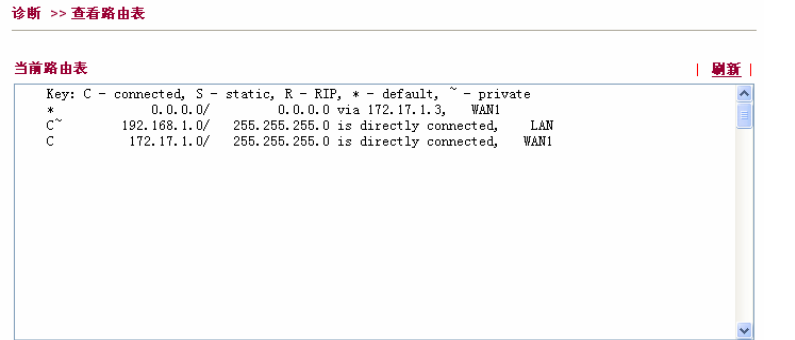 诊断 >> 查看路由表
当前路由表 | 刷新 |
Key: C - connected, S - static, R - RIP, * - default, ~ - private
* 0.0.0.0/ 0.0.0.0 via 172.17.1.3, WAN1
C~ 192.168.1.0/ 255.255.255.0 is directly connected, LAN
C 172.17.1.0/ 255.255.255.0 is directly connected, WAN1